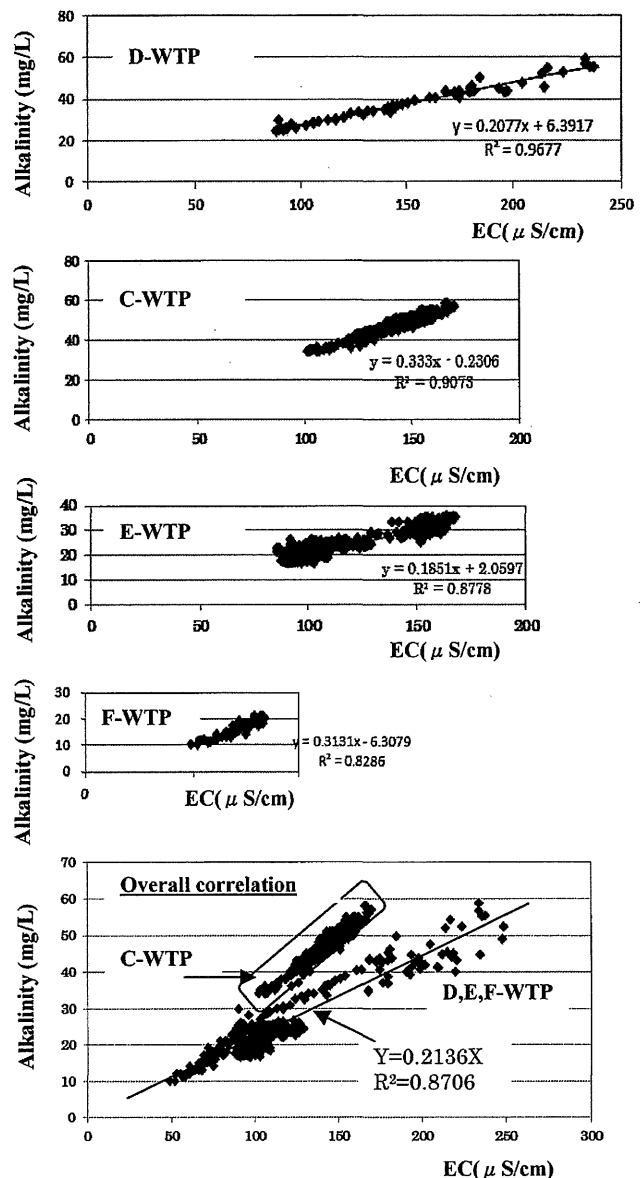 Alkalinity (mg/L)
80
60
40
20
0
D-WTP
y = 0.2077x + 6.3917
R² = 0.9677
0 50 100 150 200 250
EC( μ S/cm)
Alkalinity (mg/L)
80
60
40
20
0
C-WTP
y = 0.333x - 0.2306
R² = 0.9073
0 50 100 150 200
EC( μ S/cm)
Alkalinity (mg/L)
40
30
20
10
0
E-WTP
y = 0.1851x + 2.0597
R² = 0.8778
0 50 100 150 200
EC( μ S/cm)
Alkalinity (mg/L)
30
20
10
0
F-WTP
y = 0.3131x - 6.3079
R² = 0.8286
0
EC( μ S/cm)
Alkalinity (mg/L)
70
60
50
40
30
20
10
0
Overall correlation
C-WTP
D,E,F-WTP
Y=0.2136X
R²=0.8706
0 50 100 150 200 250 300
EC( μ S/cm)